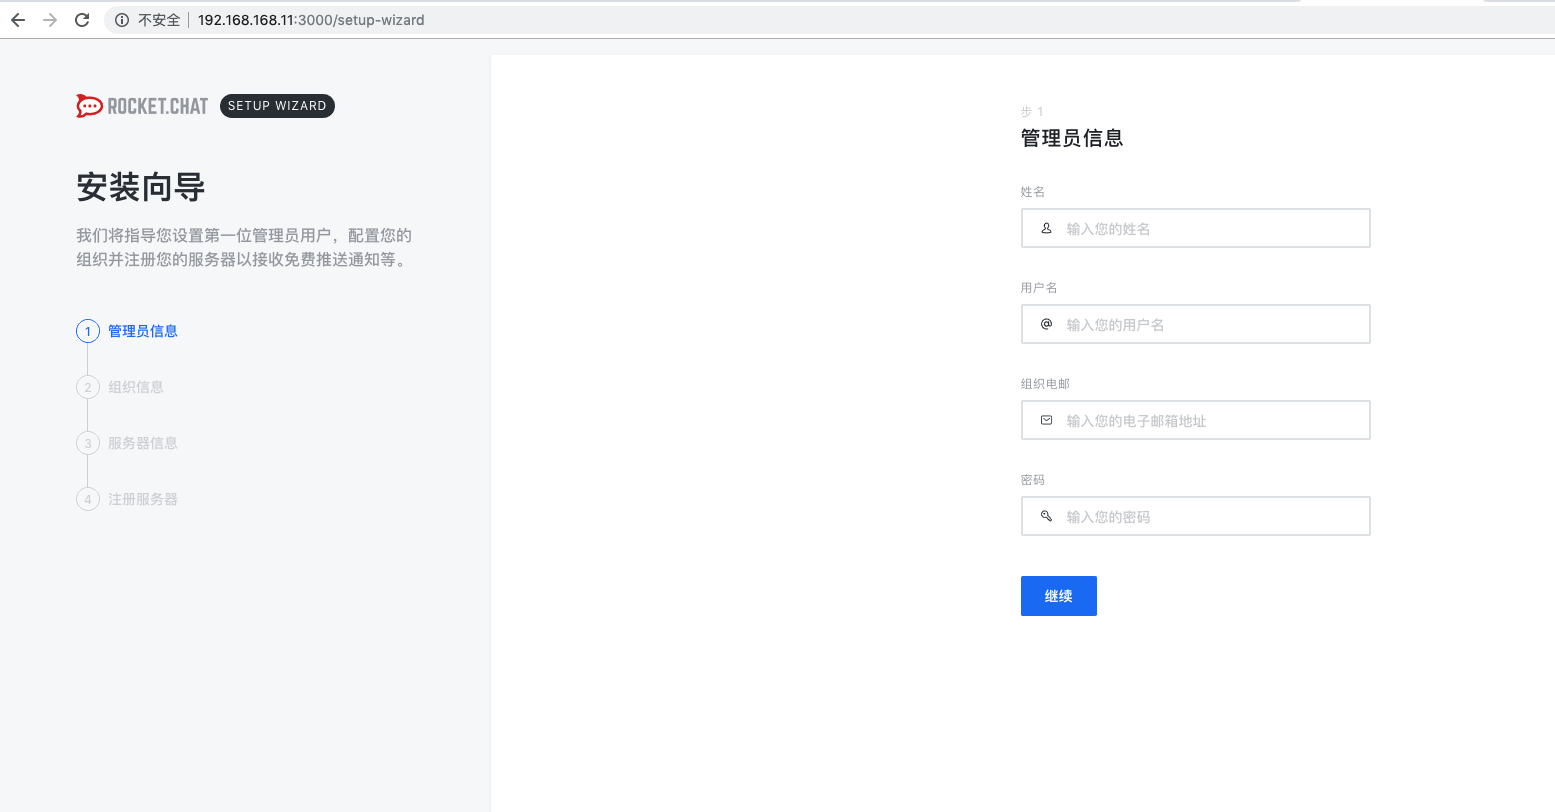 不安全 192.168.168.11:3000/setup-wizard
ROCKET.CHAT SETUP WIZARD
安装向导
我们将指导您设置第一位管理员用户，配置您的
组织并注册您的服务器以接收免费推送通知等。
1 管理员信息
2 组织信息
3 服务器信息
4 注册服务器
步 1
管理员信息
姓名
输入您的姓名
用户名
输入您的用户名
组织电邮
输入您的电子邮箱地址
密码
输入您的密码
继续